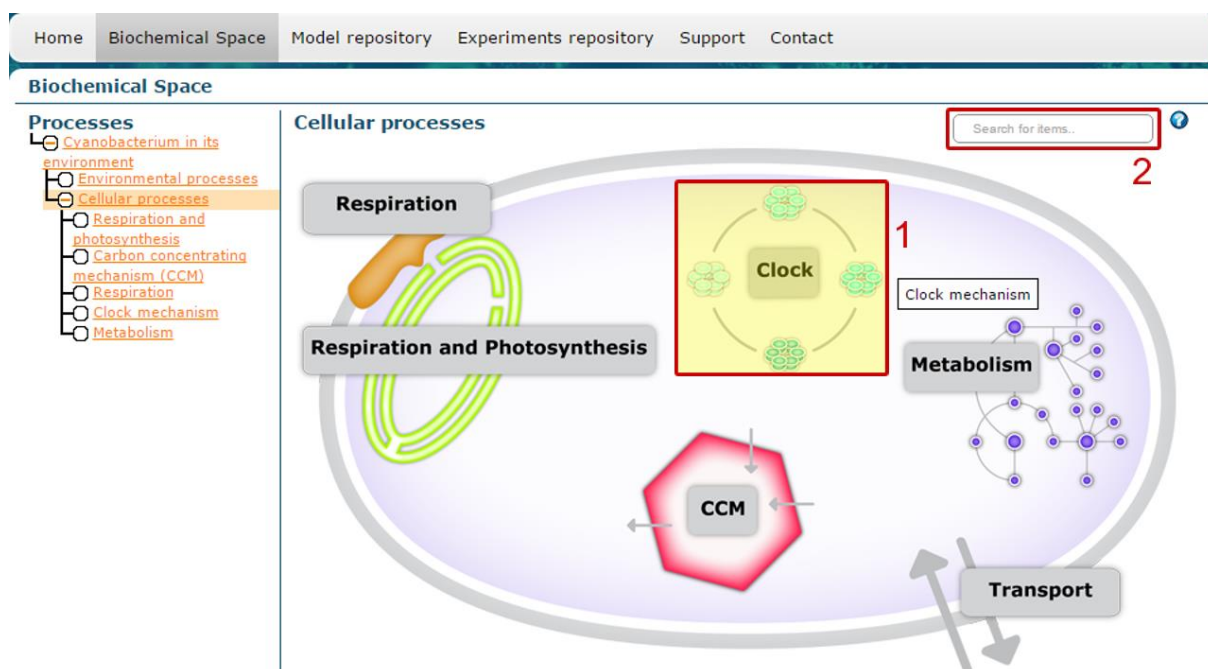 Home Biochemical Space Model repository Experiments repository Support Contact
Biochemical Space
Processes
Cyanobacterium in its
environment
Environmental processes
Cellular processes
Respiration and
photosynthesis
Carbon concentrating
mechanism (CCM)
Respiration
Clock mechanism
Metabolism
Cellular processes
Search for items..
?
2
Respiration
1
Clock
Clock mechanism
Respiration and Photosynthesis
Metabolism
CCM
Transport